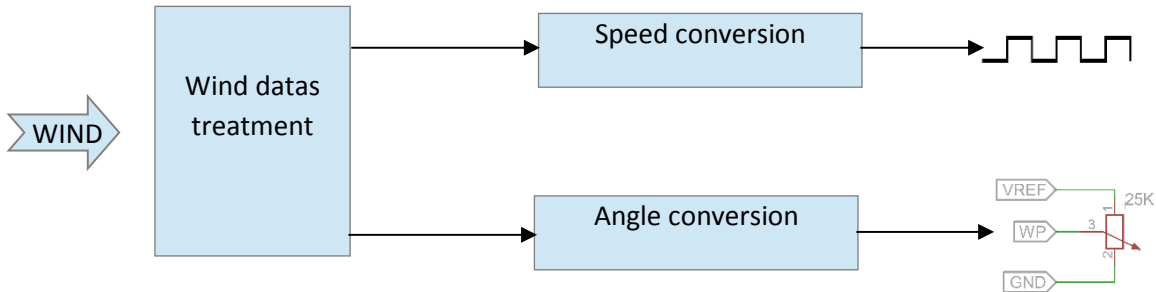 WIND
Wind datas
treatment
Speed conversion
Angle conversion
VREF
1
25K
WP
3
2
GND